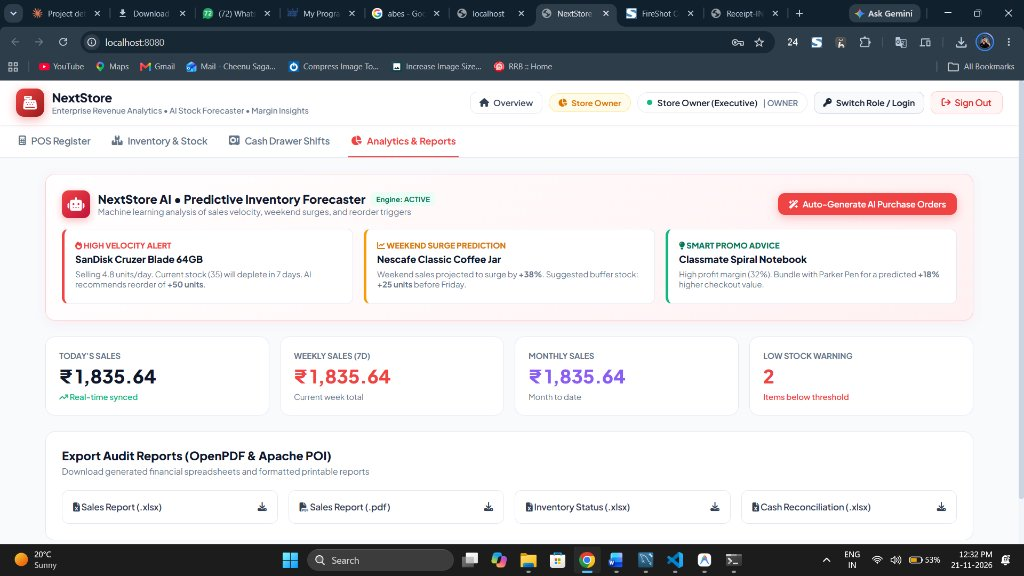 Project de
Download
(72) What
My Progra
abes - Goo
localhost
NextStore
FireShot C
Receipt-IN
Ask Gemini
localhost:8080
24
YouTube
Maps
Gmail
Mail - Cheenu Saga...
Compress Image To...
Increase Image Size...
RRB :: Home
All Bookmarks
NextStore
Enterprise Revenue Analytics • AI Stock Forecaster • Margin Insights
Overview
Store Owner
Store Owner (Executive) | OWNER
Switch Role / Login
Sign Out
POS Register
Inventory & Stock
Cash Drawer Shifts
Analytics & Reports
NextStore AI • Predictive Inventory Forecaster
Engine: ACTIVE
Machine learning analysis of sales velocity, weekend surges, and reorder triggers
Auto-Generate AI Purchase Orders
HIGH VELOCITY ALERT
SanDisk Cruzer Blade 64GB
Selling 4.8 units/day. Current stock (35) will deplete in 7 days. AI
recommends reorder of +50 units.
WEEKEND SURGE PREDICTION
Nescafe Classic Coffee Jar
Weekend sales projected to surge by +38%. Suggested buffer stock:
+25 units before Friday.
SMART PROMO ADVICE
Classmate Spiral Notebook
High profit margin (32%). Bundle with Parker Pen for a predicted +18%
higher checkout value.
TODAY'S SALES
₹1,835.64
Real-time synced
WEEKLY SALES (7D)
₹1,835.64
Current week total
MONTHLY SALES
₹1,835.64
Month to date
LOW STOCK WARNING
2
Items below threshold
Export Audit Reports (OpenPDF & Apache POI)
Download generated financial spreadsheets and formatted printable reports
Sales Report (.xlsx)
Sales Report (.pdf)
Inventory Status (.xlsx)
Cash Reconciliation (.xlsx)
20°C
Sunny
Search
ENG
IN
53%
12:32 PM
21-11-2026